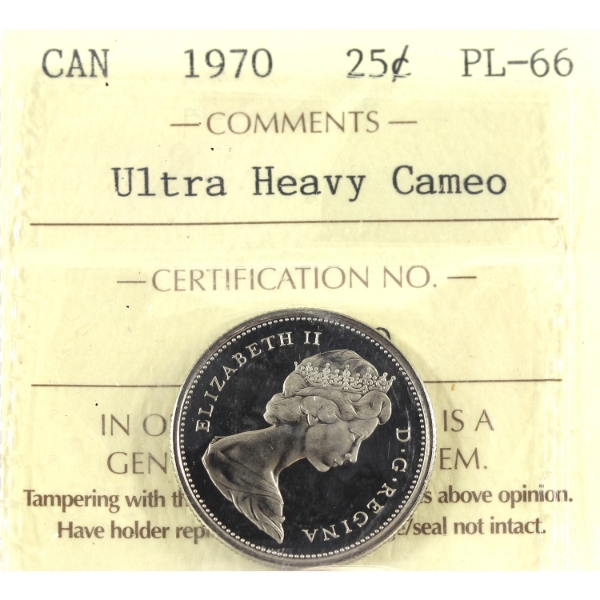 CAN 1970 25¢ PL-66
— COMMENTS —
Ultra Heavy Cameo
— CERTIFICATION NO. —
ELIZABETH II D·G·REGINA
IN O IS A
GEN EM.
Tampering with th s above opinion.
Have holder rep /seal not intact.